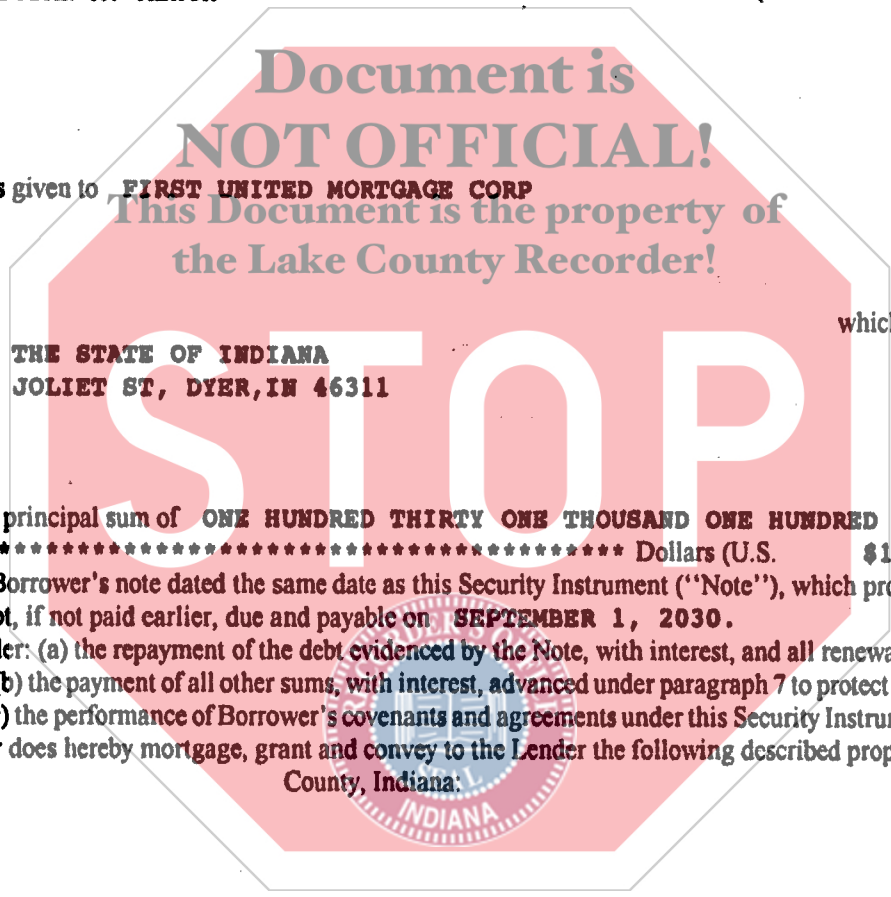 Document is
NOT OFFICIAL!
given to FIRST UNITED MORTGAGE CORP
This Document is the property of
the Lake County Recorder!
THE STATE OF INDIANA
JOLIET ST, DYER,IN 46311
STOP
principal sum of ONE HUNDRED THIRTY ONE THOUSAND ONE HUNDRED
************************************** Dollars (U.S. $1
Borrower's note dated the same date as this Security Instrument ("Note"), which
if not paid earlier, due and payable on SEPTEMBER 1, 2030.
(a) the repayment of the debt evidenced by the Note, with interest, and all
(b) the payment of all other sums, with interest, advanced under paragraph 7 to protect
the performance of Borrower's covenants and agreements under this Security
does hereby mortgage, grant and convey to the Lender the following described
County, Indiana:
SEAL
INDIANA